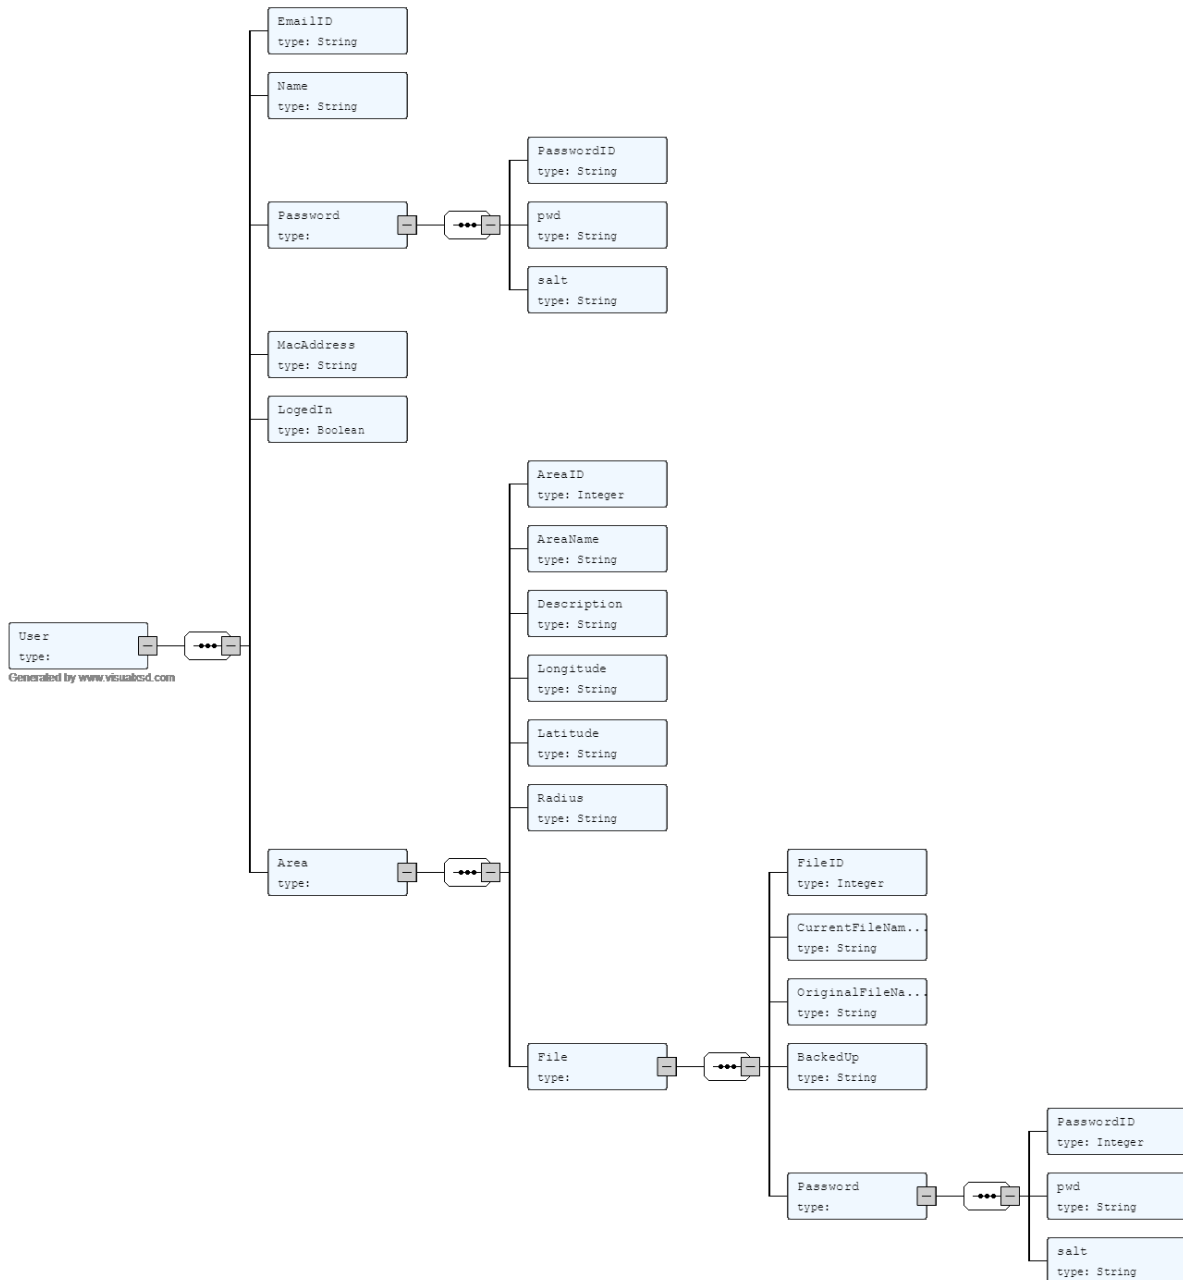 EmailID
type: String
Name
type: String
PasswordID
type: String
Password
type:
pwd
type: String
salt
type: String
MacAddress
type: String
LogedIn
type: Boolean
AreaID
type: Integer
AreaName
type: String
Description
type: String
User
type:
Generated by www.visualxsd.com
Longitude
type: String
Latitude
type: String
Radius
type: String
Area
type:
FileID
type: Integer
CurrentFileNam...
type: String
OriginalFileNa...
type: String
File
type:
BackedUp
type: String
PasswordID
type: Integer
Password
type:
pwd
type: String
salt
type: String